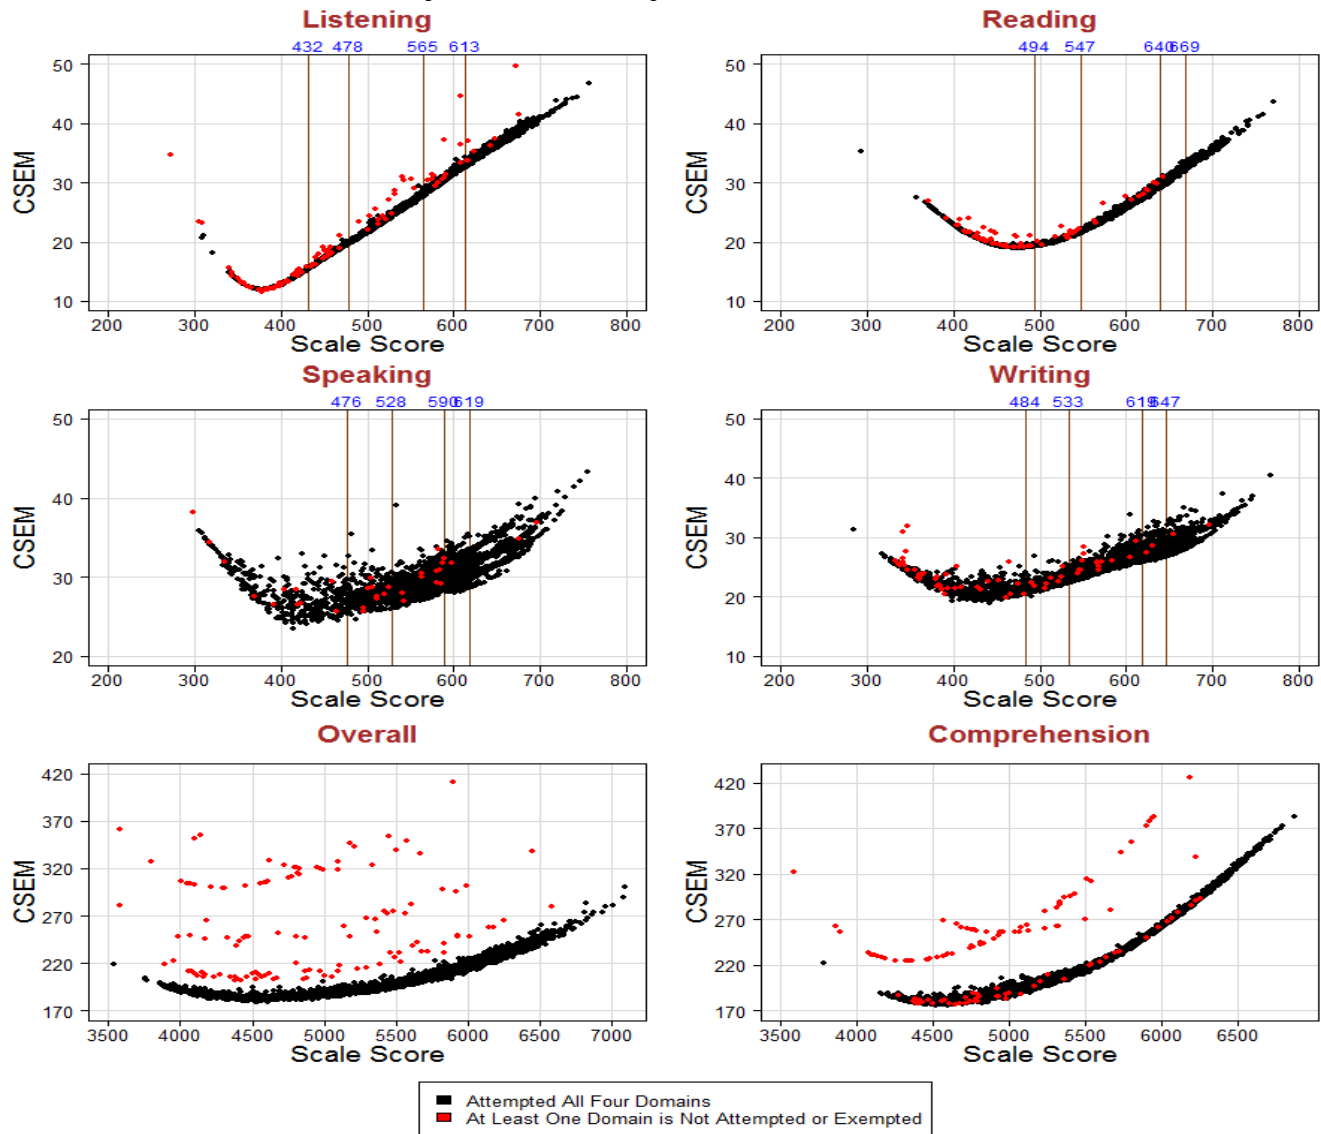 Listening
432 478 565 613
50
40
30
20
10
CSEM
200 300 400 500 600 700 800
Scale Score
Reading
494 547 640 669
50
40
30
20
10
CSEM
200 300 400 500 600 700 800
Scale Score
Speaking
476 528 590 619
50
40
30
20
CSEM
200 300 400 500 600 700 800
Scale Score
Writing
484 533 619 647
50
40
30
20
10
CSEM
200 300 400 500 600 700 800
Scale Score
Overall
420
370
320
270
220
170
CSEM
3500 4000 4500 5000 5500 6000 6500 7000
Scale Score
Comprehension
420
370
320
270
220
170
CSEM
3500 4000 4500 5000 5500 6000 6500
Scale Score
Attempted All Four Domains
At Least One Domain is Not Attempted or Exempted